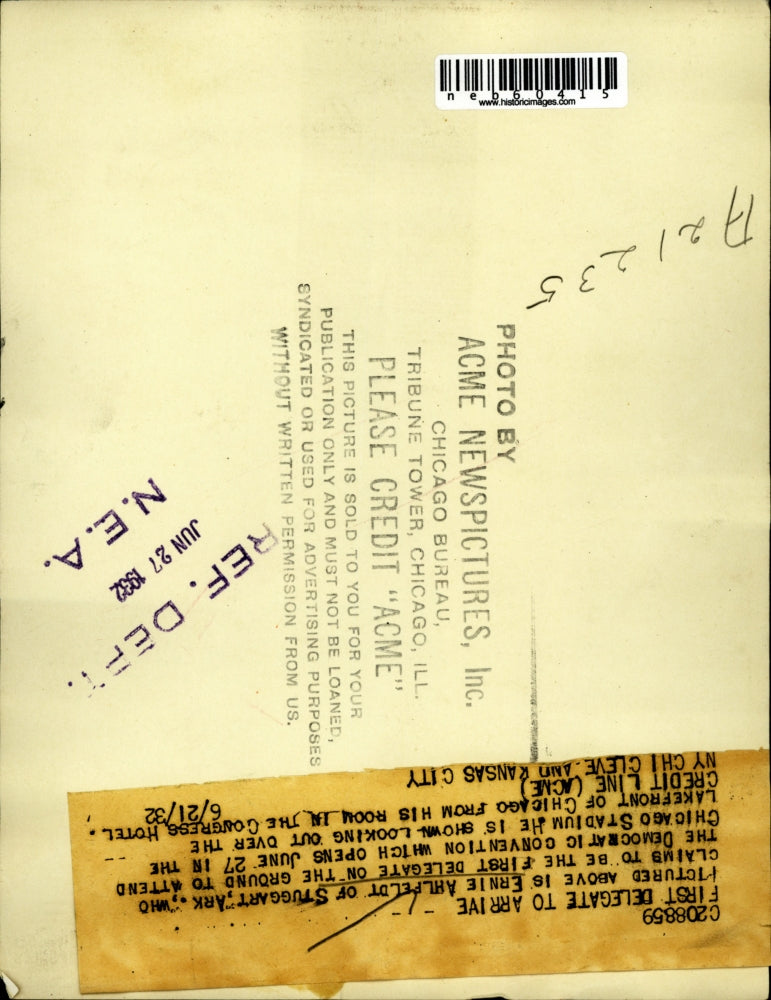 neb60415
www.historicimages.com
A21235
PHOTO BY
ACME NEWSPICTURES, Inc.
CHICAGO BUREAU,
TRIBUNE TOWER, CHICAGO, ILL.
PLEASE CREDIT "ACME"
THIS PICTURE IS SOLD TO YOU FOR YOUR
PUBLICATION ONLY AND MUST NOT BE LOANED,
SYNDICATED OR USED FOR ADVERTISING PURPOSES
WITHOUT WRITTEN PERMISSION FROM US.
REF. DEPT.
JUN 27 1932
N.E.A.
C208859
FIRST DELEGATE TO ARRIVE
PICTURED ABOVE IS ERNIE AHLFELDT OF STUGGART, ARK., WHO
CLAIMS TO BE THE FIRST DELEGATE ON THE GROUND TO ATTEND
THE DEMOCRATIC CONVENTION WHICH OPENS JUNE 27 IN THE
CHICAGO STADIUM HE IS SHOWN LOOKING OUT OVER THE
LAKEFRONT OF CHICAGO FROM HIS ROOM IN THE CONGRESS HOTEL.
CREDIT LINE (ACME) 6/21/32
NY CHI CLEVE AND KANSAS CITY